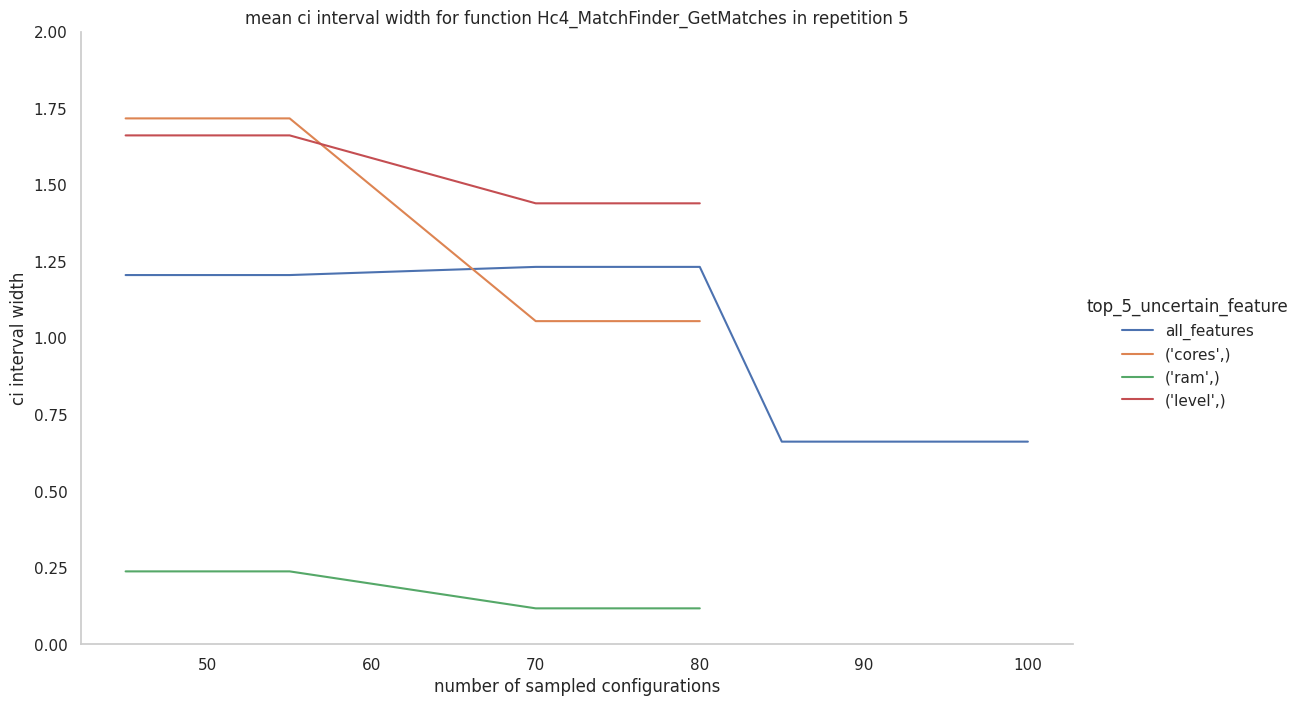 mean ci interval width for function Hc4_MatchFinder_GetMatches in repetition 5
2.00
1.75
1.50
1.25
1.00
0.75
0.50
0.25
0.00
ci interval width
50 60 70 80 90 100
number of sampled configurations
top_5_uncertain_feature
all_features
('cores',)
('ram',)
('level',)